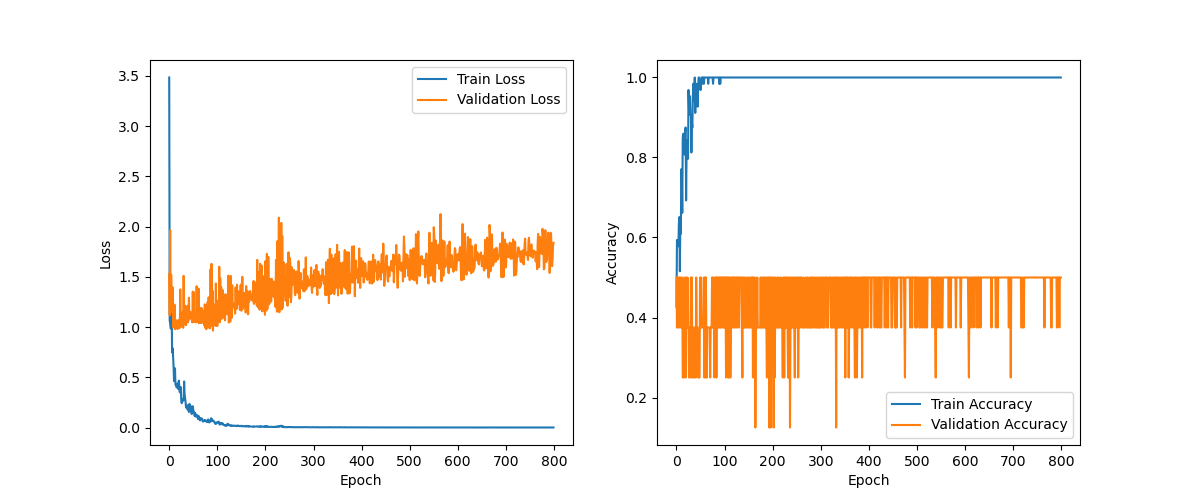 3.5
3.0
2.5
2.0
1.5
1.0
0.5
0.0
Loss
Train Loss
Validation Loss
0 100 200 300 400 500 600 700 800
Epoch
1.0
0.8
0.6
0.4
0.2
Accuracy
Train Accuracy
Validation Accuracy
0 100 200 300 400 500 600 700 800
Epoch